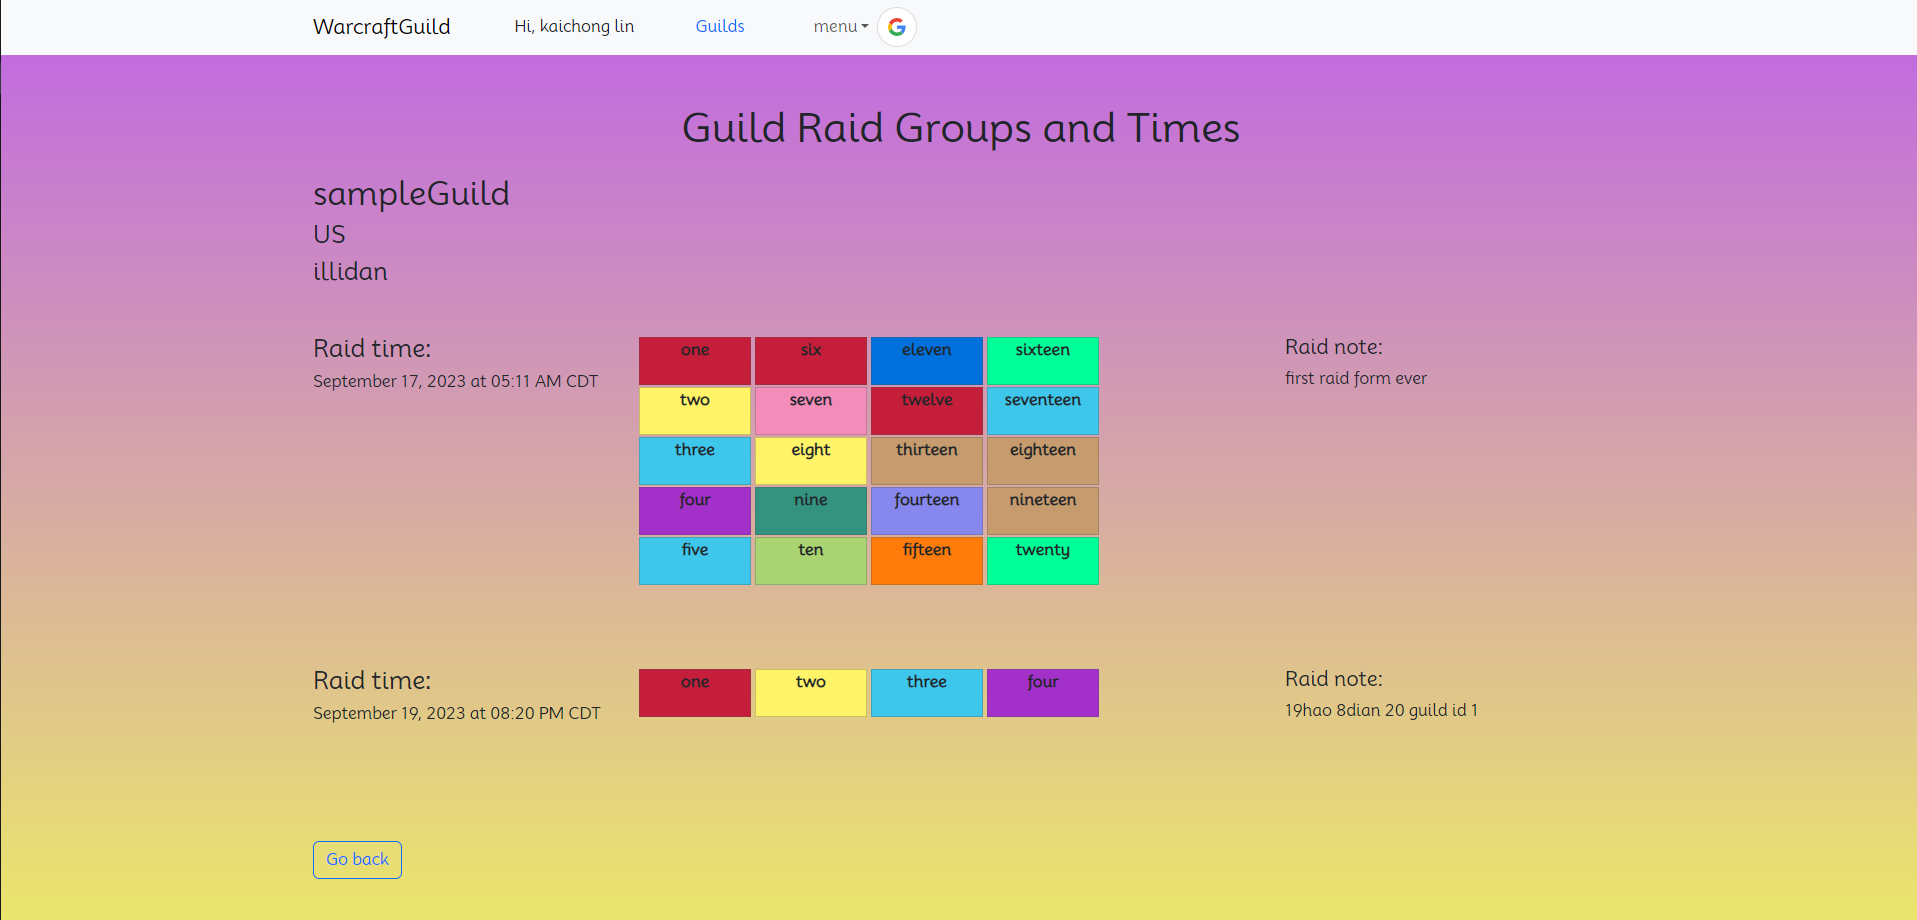 WarcraftGuild Hi, kaichong lin Guilds menu
Guild Raid Groups and Times
sampleGuild
US
illidan
Raid time:
September 17, 2023 at 05:11 AM CDT
one six eleven sixteen
two seven twelve seventeen
three eight thirteen eighteen
four nine fourteen nineteen
five ten fifteen twenty
Raid note:
first raid form ever
Raid time:
September 19, 2023 at 08:20 PM CDT
one two three four
Raid note:
19hao 8dian 20 guild id 1
Go back